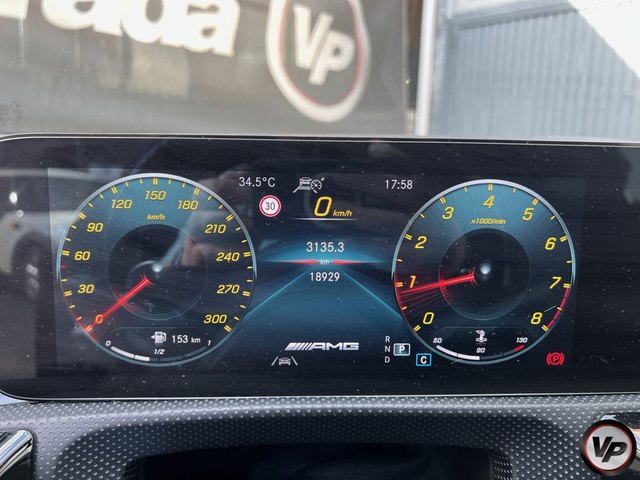 rada
VP
34.5°C
17:58
30
0 km/h
3135.3
km
18929
0 30 60 90 120 150 180 210 240 270 300
km/h
153 km
0 1/2 1
AMG
R
N P
D C
0 1 2 3 4 5 6 7 8
x1000/min
50 90 130
(P)
VP